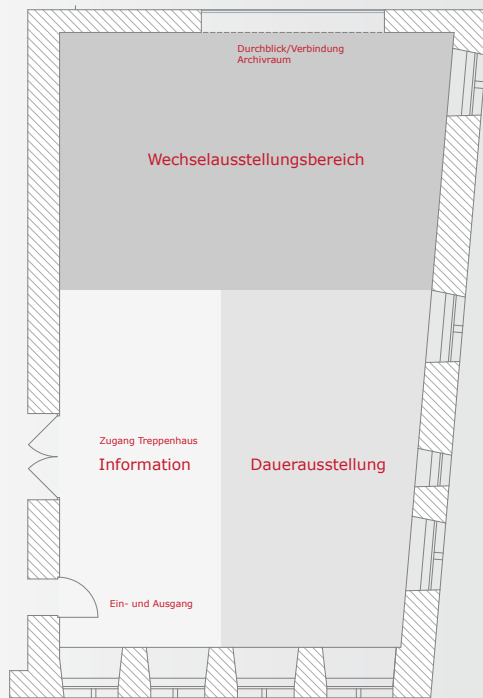 Durchblick/Verbindung
Archivraum
Wechselausstellungsbereich
Zugang Treppenhaus
Information
Dauerausstellung
Ein- und Ausgang